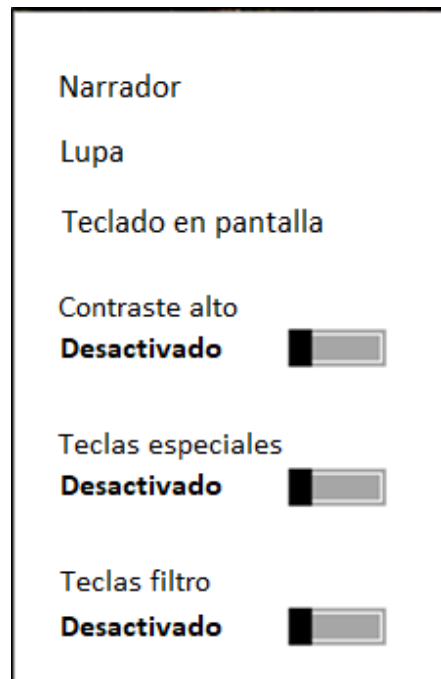 Narrador
Lupa
Teclado en pantalla
Contraste alto
Desactivado
Teclas especiales
Desactivado
Teclas filtro
Desactivado